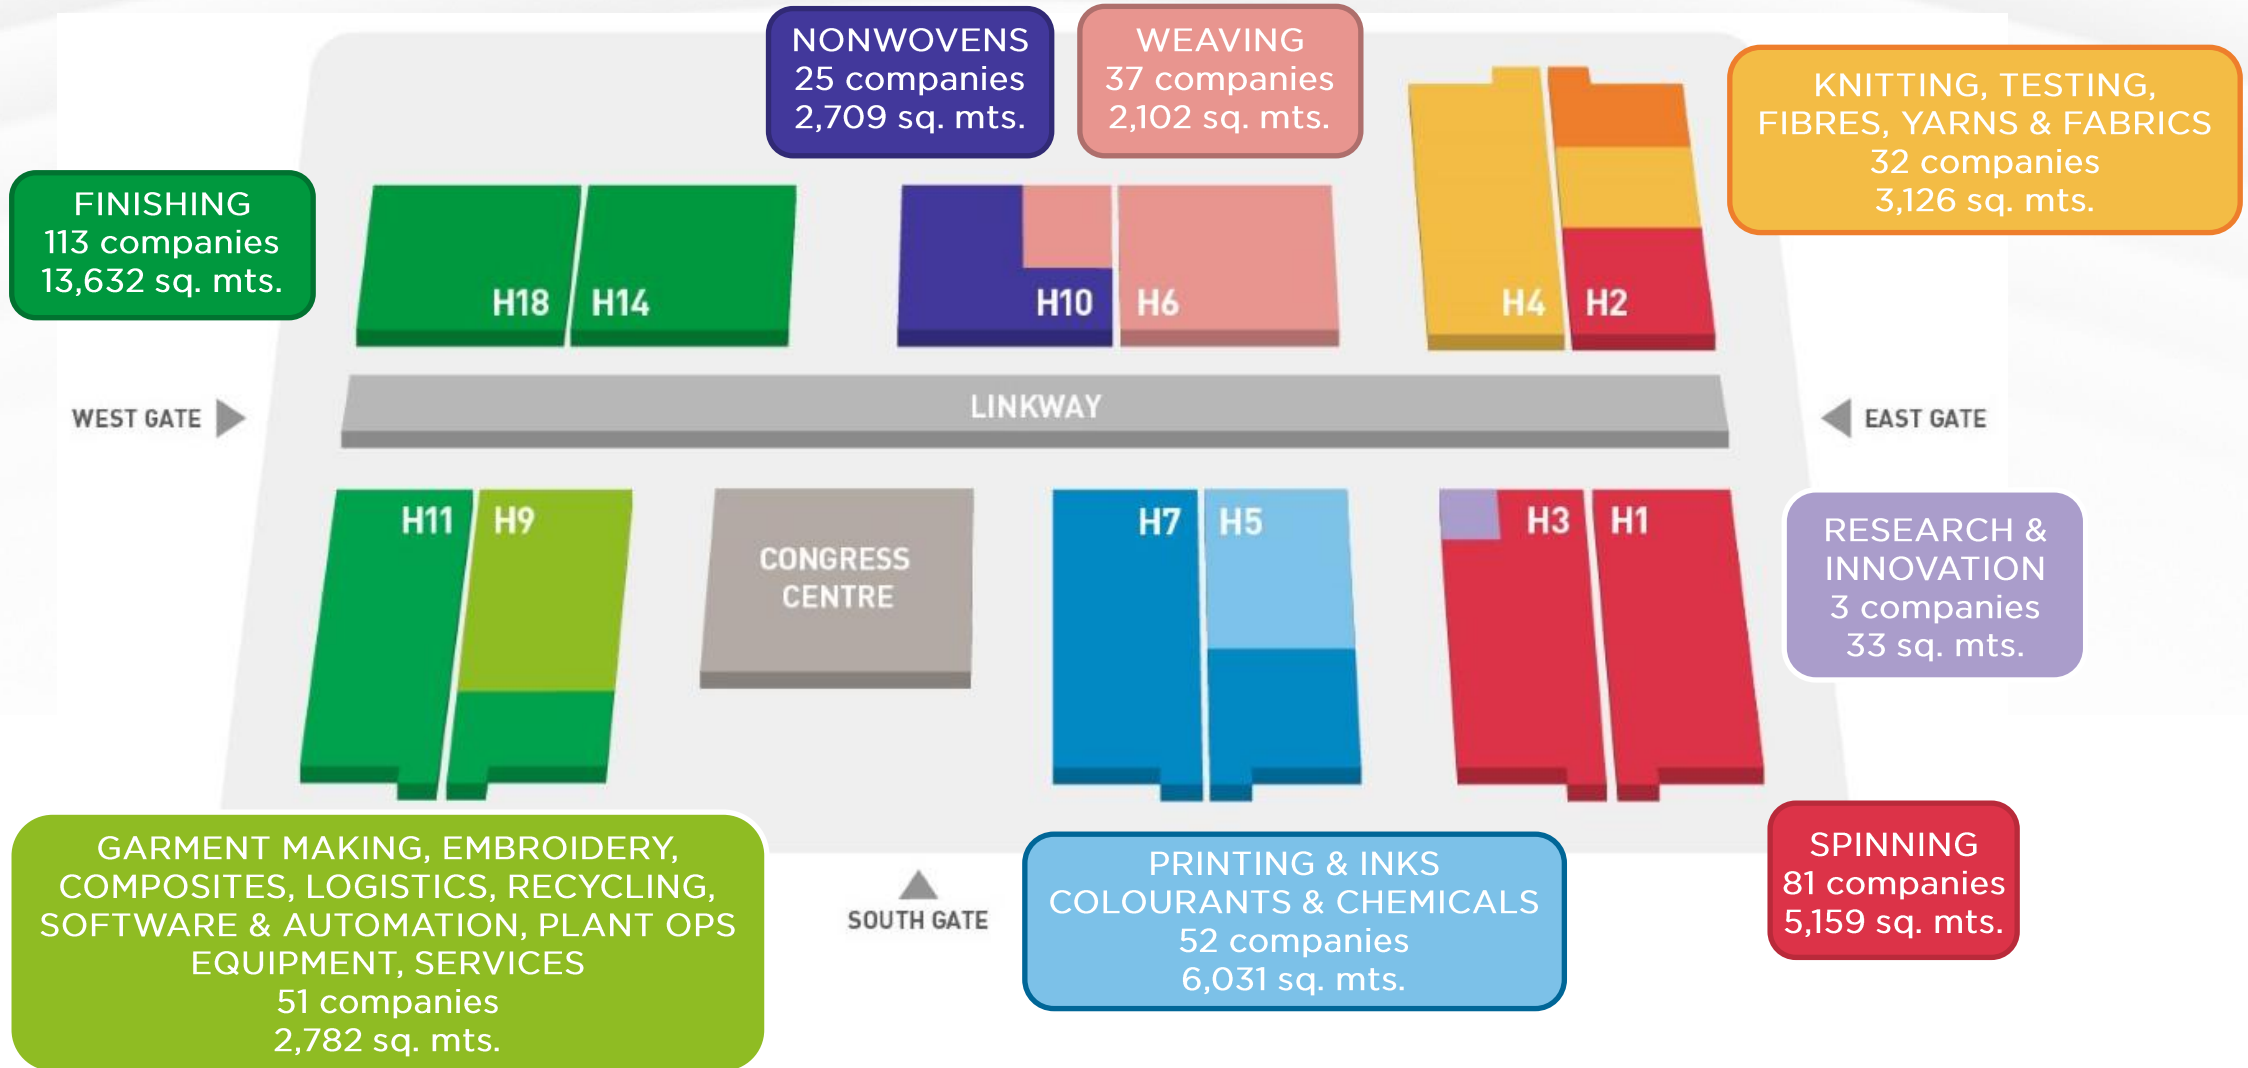 NONWOVENS
25 companies
2,709 sq. mts.
WEAVING
37 companies
2,102 sq. mts.
KNITTING, TESTING,
FIBRES, YARNS & FABRICS
32 companies
3,126 sq. mts.
FINISHING
113 companies
13,632 sq. mts.
H18
H14
H10
H6
H4
H2
LINKWAY
WEST GATE
EAST GATE
H11
H9
CONGRESS
CENTRE
H7
H5
H3
H1
RESEARCH &
INNOVATION
3 companies
33 sq. mts.
GARMENT MAKING, EMBROIDERY,
COMPOSITES, LOGISTICS, RECYCLING,
SOFTWARE & AUTOMATION, PLANT OPS
EQUIPMENT, SERVICES
51 companies
2,782 sq. mts.
SOUTH GATE
PRINTING & INKS
COLOURANTS & CHEMICALS
52 companies
6,031 sq. mts.
SPINNING
81 companies
5,159 sq. mts.